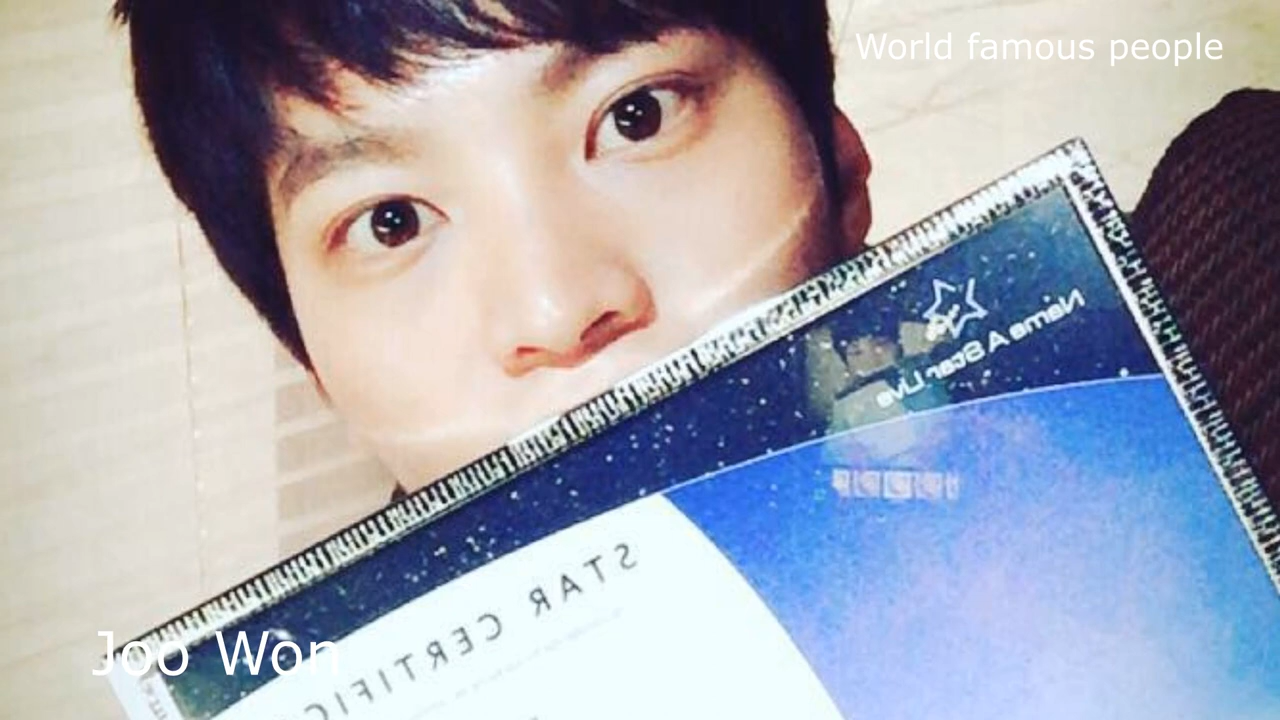 World famous people
Name A Star Live
STAR CERTIFIC
Joo Won